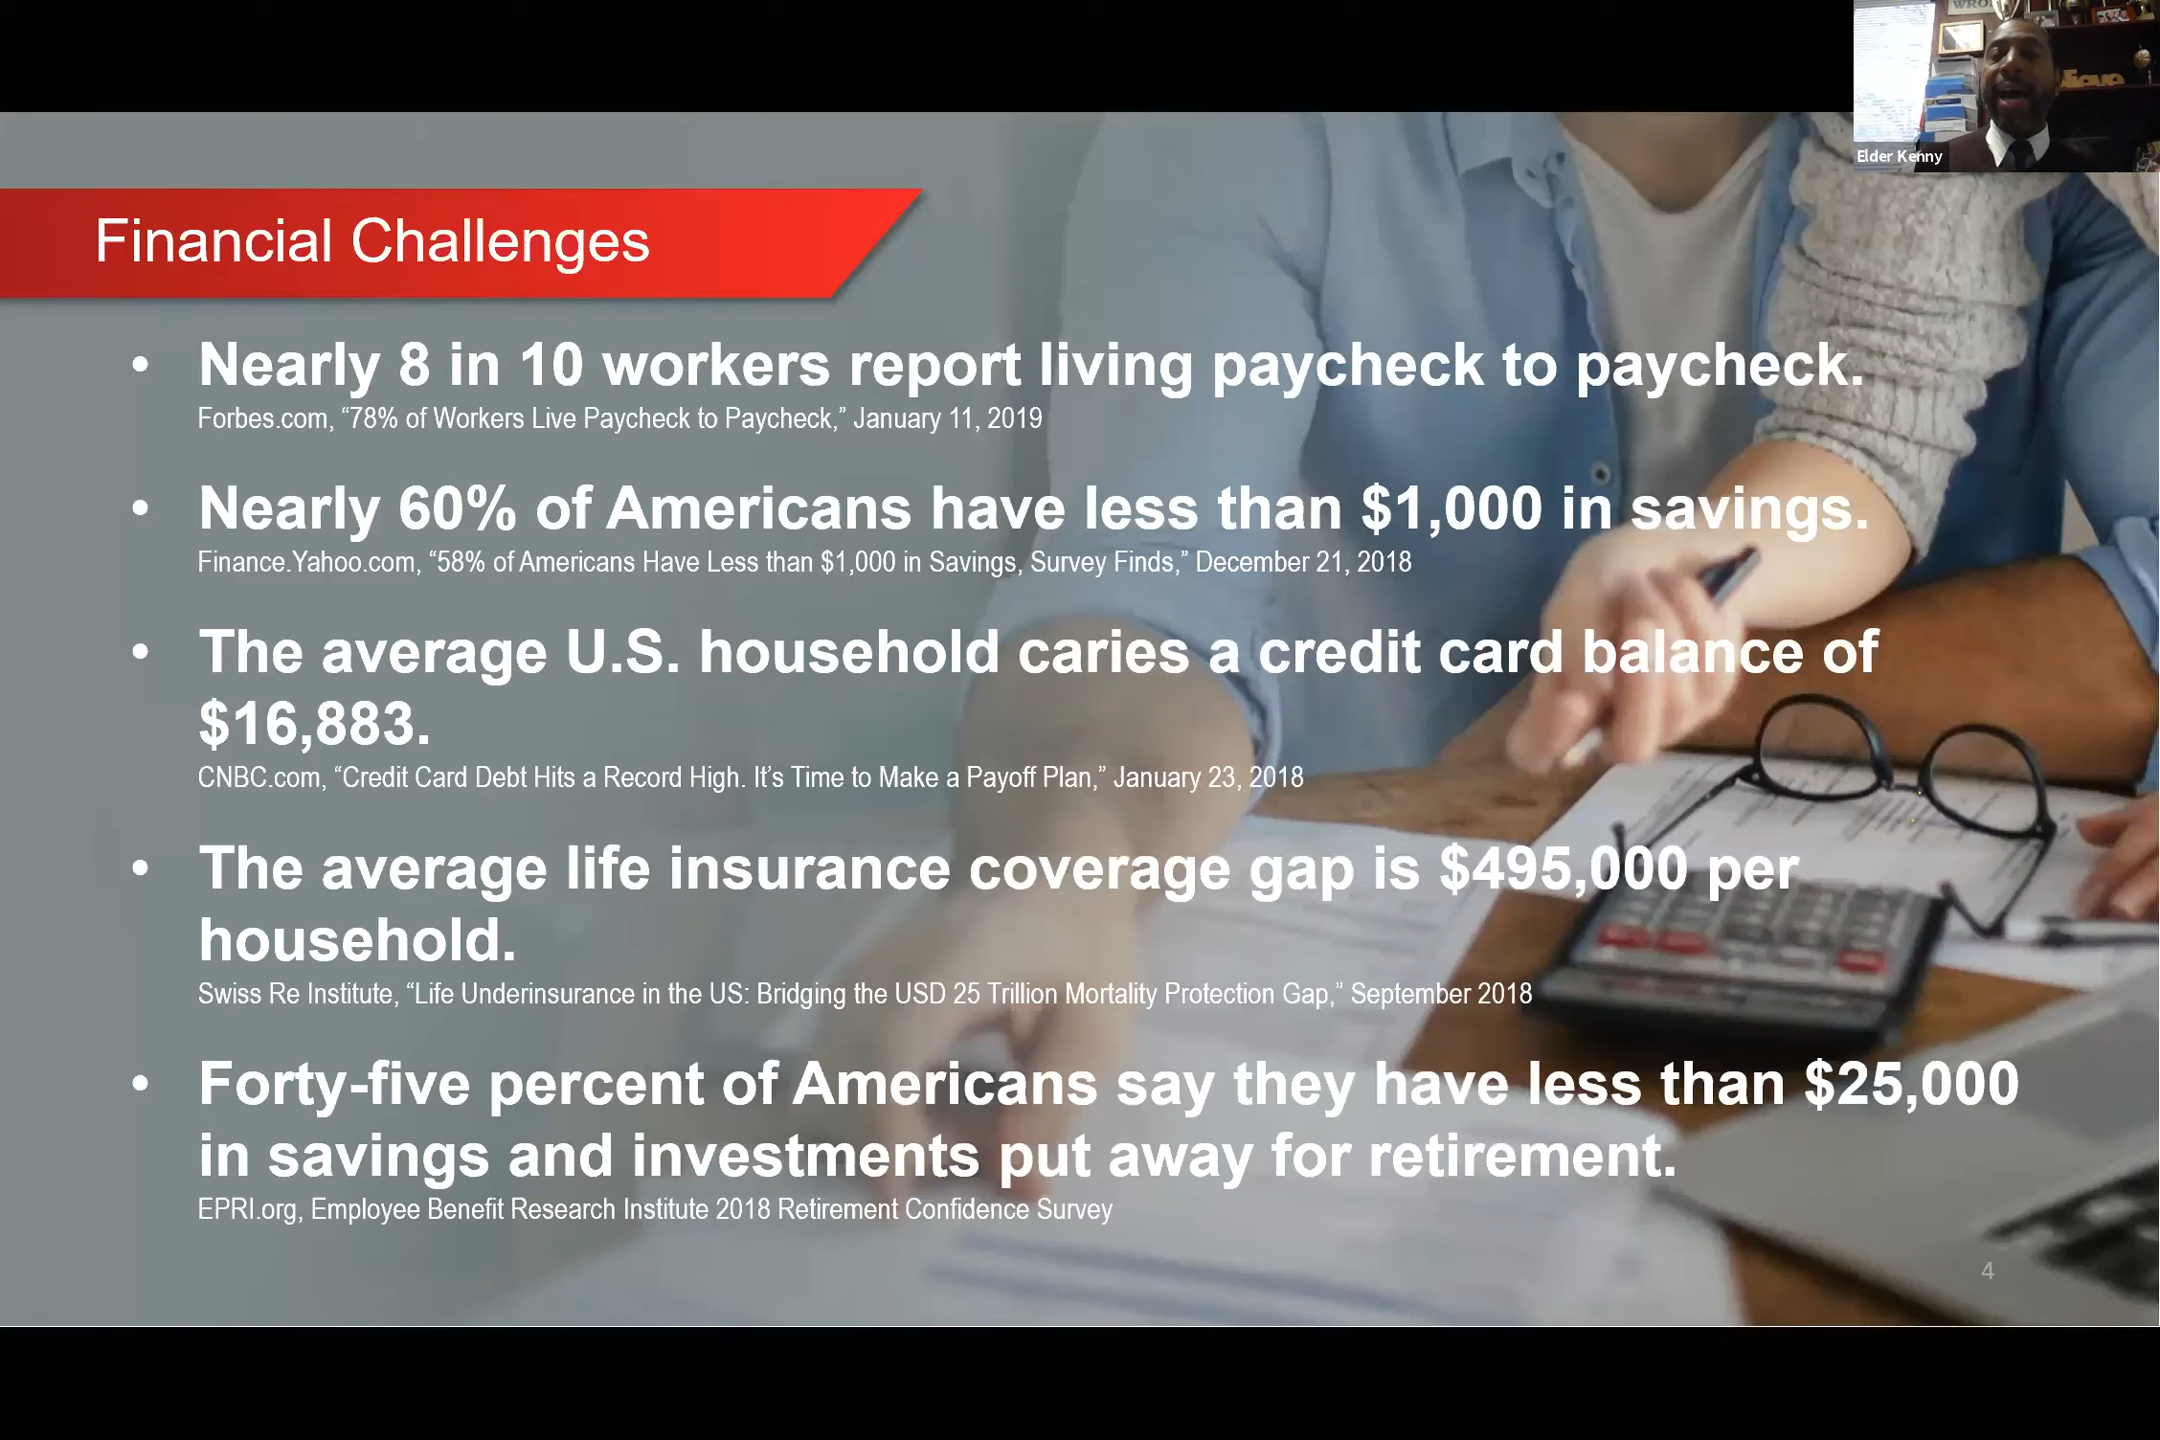 WRO
Elder Kenny
Financial Challenges
• Nearly 8 in 10 workers report living paycheck to paycheck.
Forbes.com, “78% of Workers Live Paycheck to Paycheck,” January 11, 2019
• Nearly 60% of Americans have less than $1,000 in savings.
Finance.Yahoo.com, “58% of Americans Have Less than $1,000 in Savings, Survey Finds,” December 21, 2018
• The average U.S. household caries a credit card balance of
$16,883.
CNBC.com, “Credit Card Debt Hits a Record High. It’s Time to Make a Payoff Plan,” January 23, 2018
• The average life insurance coverage gap is $495,000 per
household.
Swiss Re Institute, “Life Underinsurance in the US: Bridging the USD 25 Trillion Mortality Protection Gap,” September 2018
• Forty-five percent of Americans say they have less than $25,000
in savings and investments put away for retirement.
EPRI.org, Employee Benefit Research Institute 2018 Retirement Confidence Survey
4